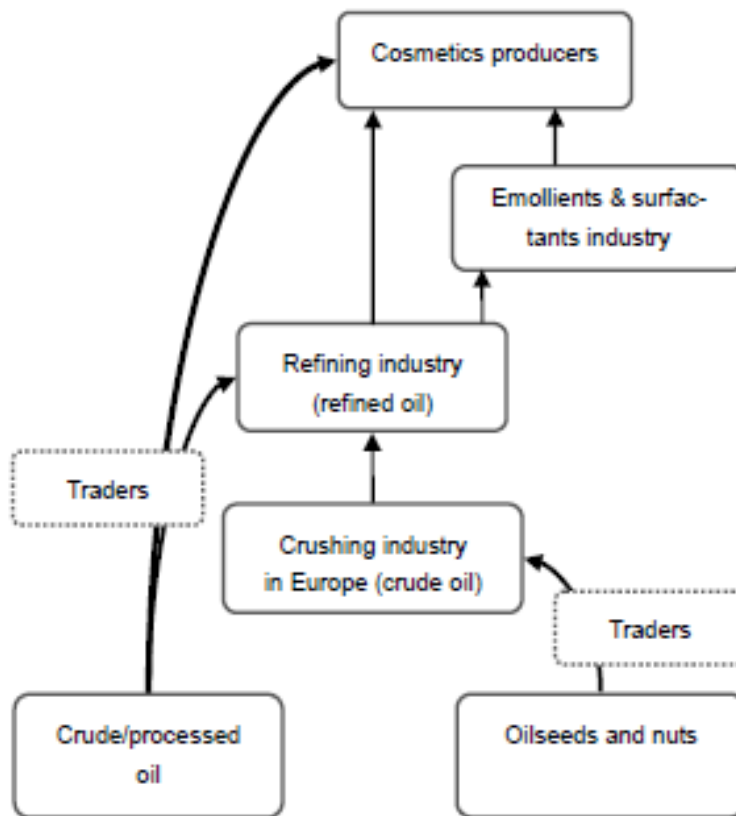 Cosmetics producers
Emollients & surfac-
tants industry
Refining industry
(refined oil)
Traders
Crushing industry
in Europe (crude oil)
Traders
Crude/processed
oil
Oilseeds and nuts